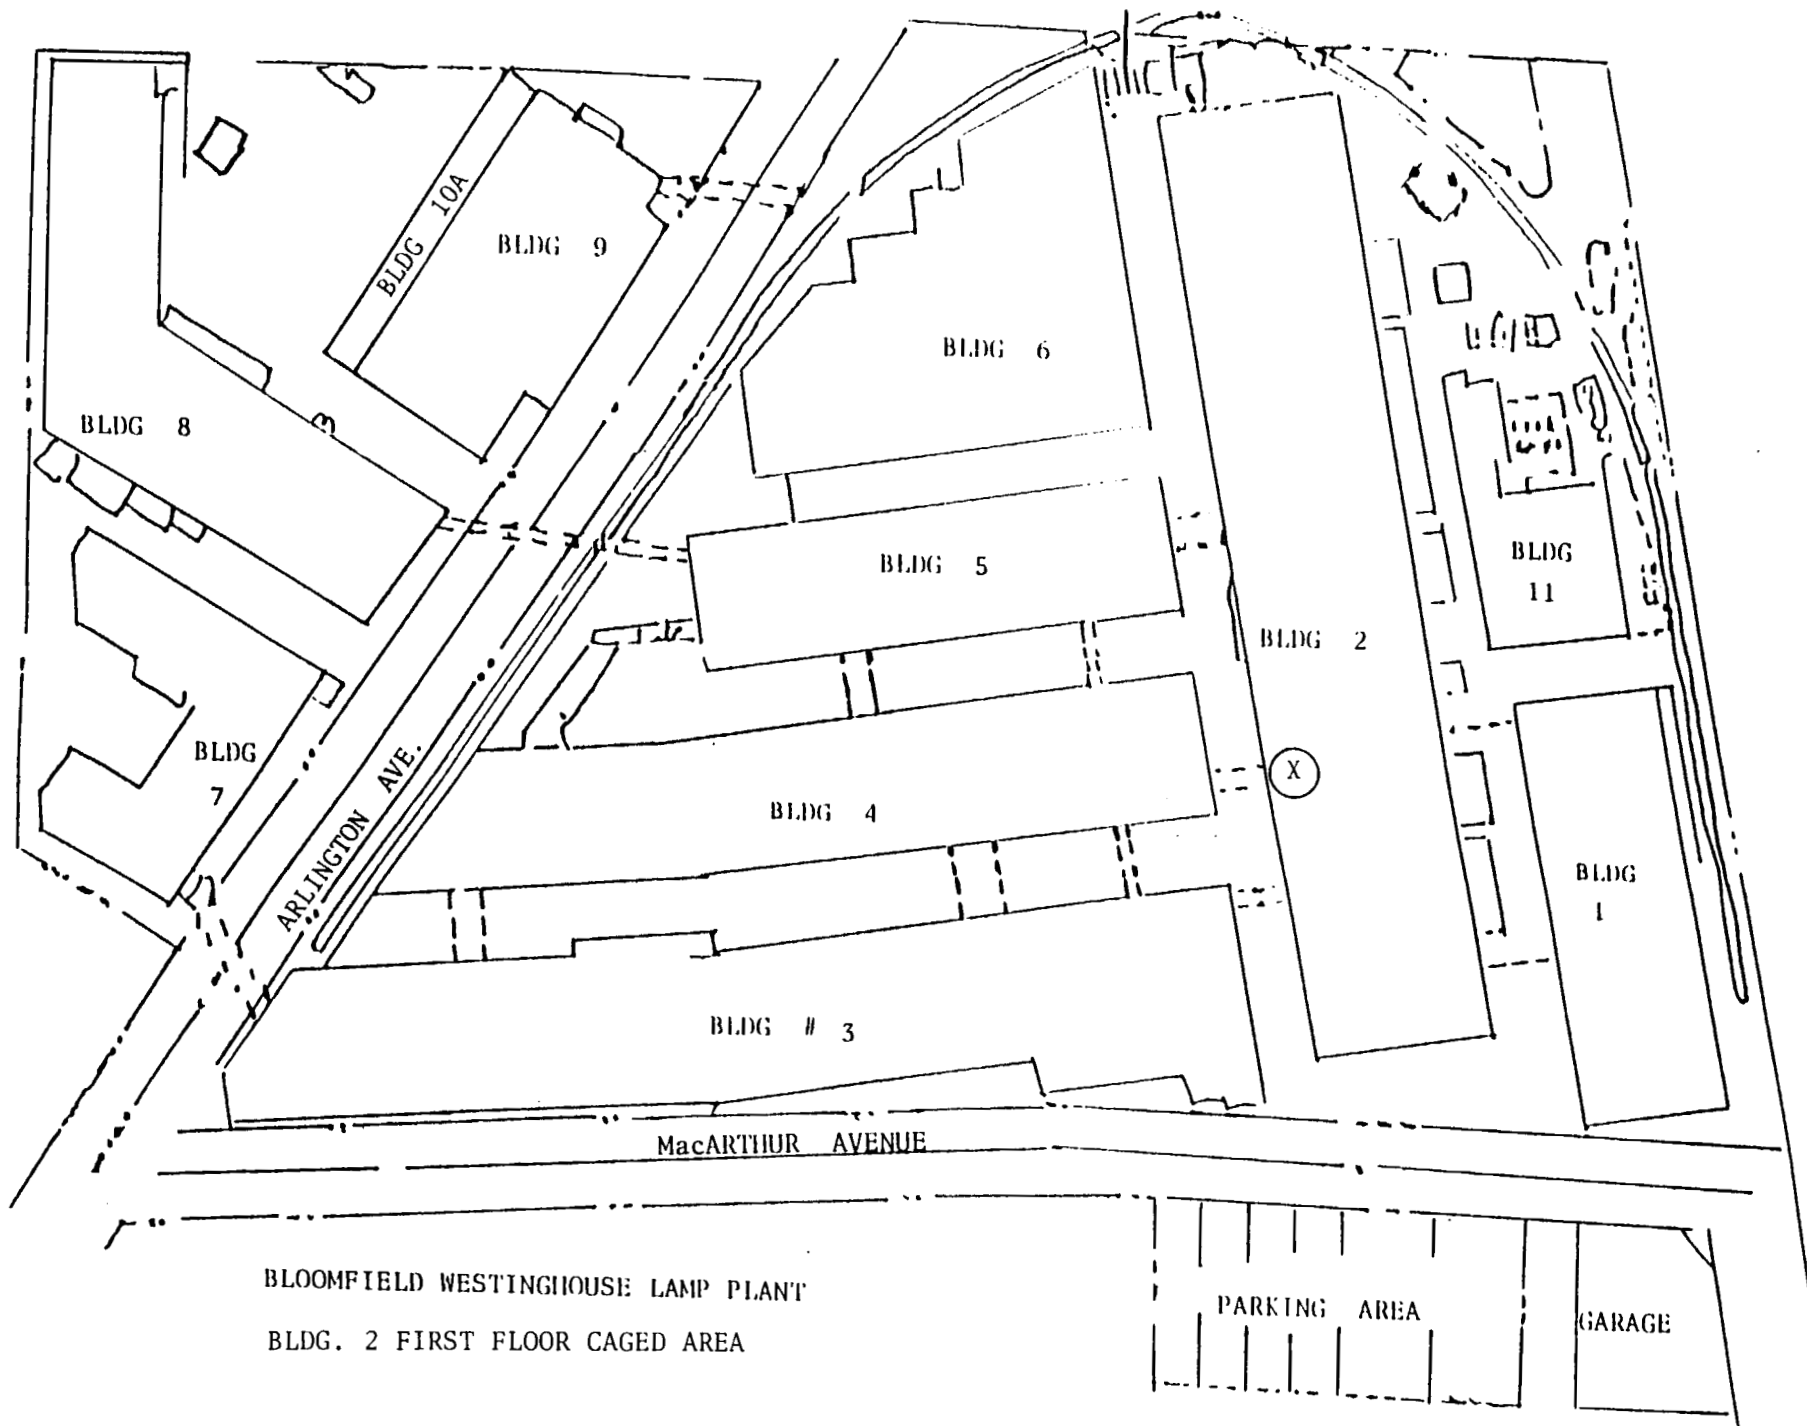 BLDG 10A
BLDG 9
BLDG 6
BLDG 8
BLDG 5
BLDG
11
BLDG 2
BLDG
7
ARLINGTON AVE.
X
BLDG 4
BLDG
1
BLDG # 3
MacARTHUR AVENUE
BLOOMFIELD WESTINGHOUSE LAMP PLANT
BLDG. 2 FIRST FLOOR CAGED AREA
PARKING AREA
GARAGE